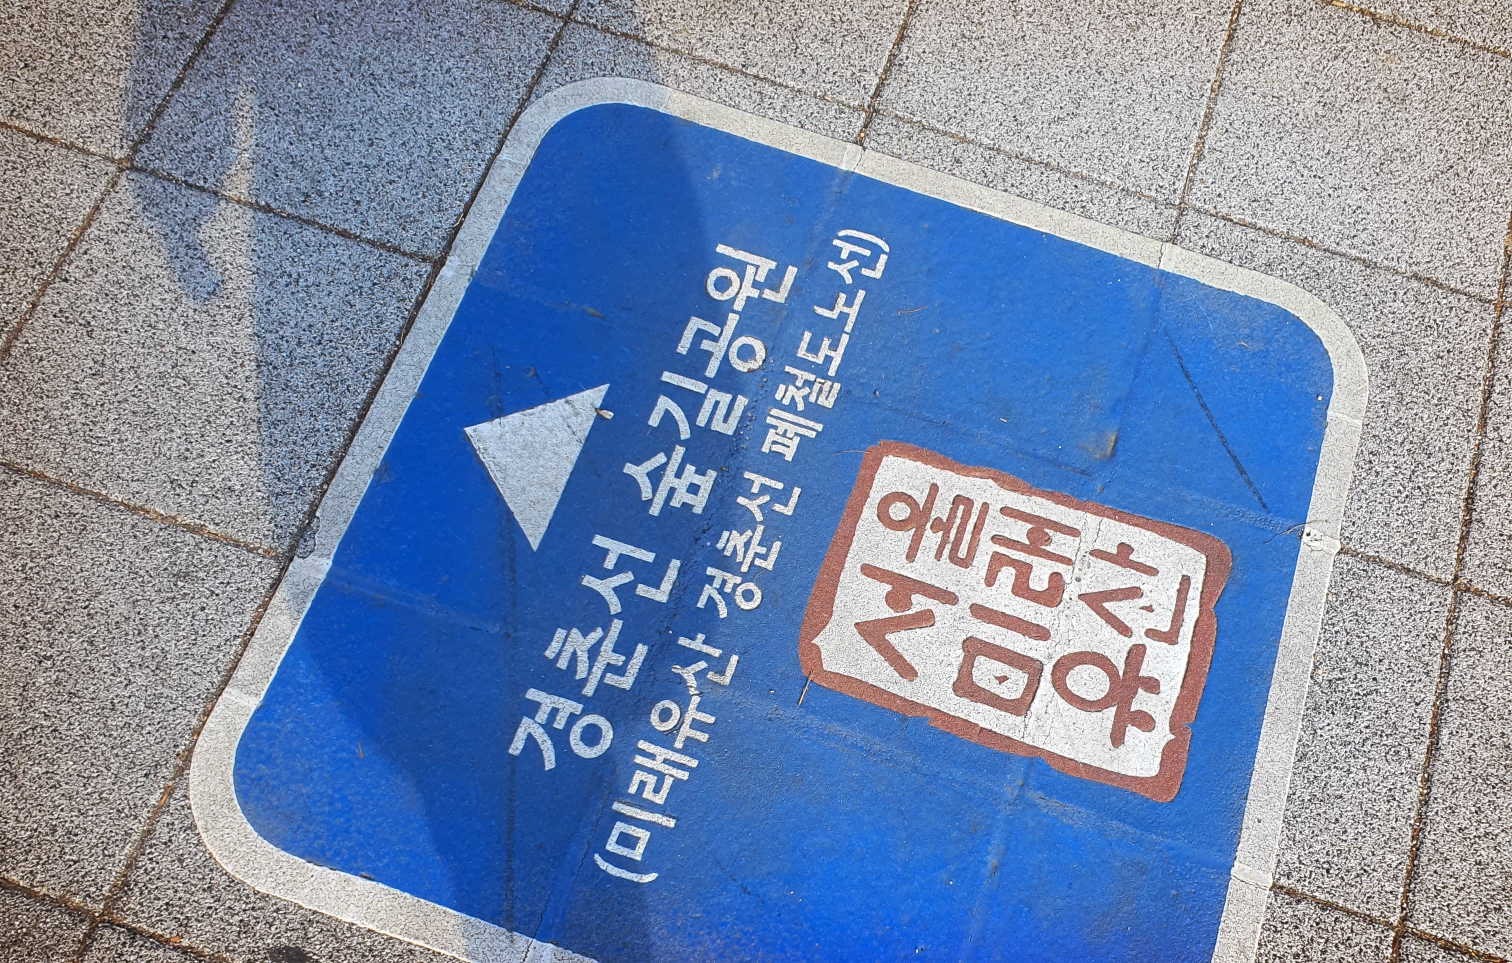 경춘선 숲길공원
(미래유산 경춘선 폐철도노선)
서울
미래
유산